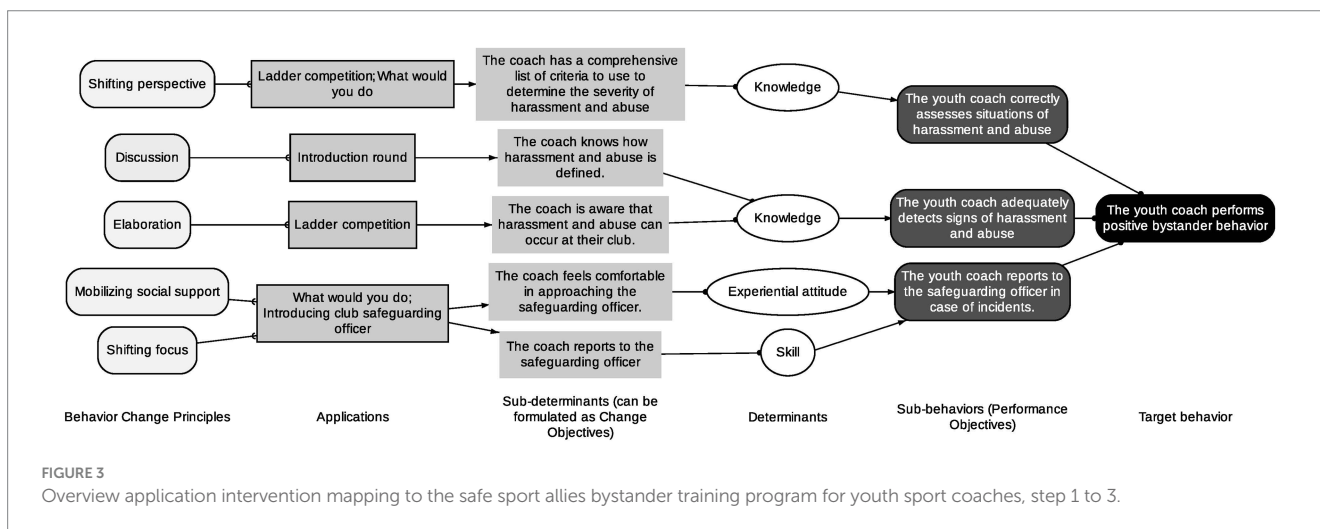 Shifting perspective
Ladder competition;What would
you do
The coach has a comprehensive
list of criteria to use to
determine the severity of
harassment and abuse
Knowledge
The youth coach correctly
assesses situations of
harassment and abuse
Discussion
Introduction round
The coach knows how
harassment and abuse is
defined.
Elaboration
Ladder competition
The coach is aware that
harassment and abuse can
occur at their club.
Knowledge
The youth coach adequately
detects signs of harassment
and abuse
The youth coach performs
positive bystander behavior
Mobilizing social support
Shifting focus
What would you do;
Introducing club safeguarding
officer
The coach feels comfortable
in approaching the
safeguarding officer.
Experiential attitude
The youth coach reports to
the safeguarding officer in
case of incidents.
The coach reports to the
safeguarding officer
Skill
Behavior Change Principles
Applications
Sub-determinants (can be
formulated as Change
Objectives)
Determinants
Sub-behaviors (Performance
Objectives)
Target behavior
FIGURE 3
Overview application intervention mapping to the safe sport allies bystander training program for youth sport coaches, step 1 to 3.